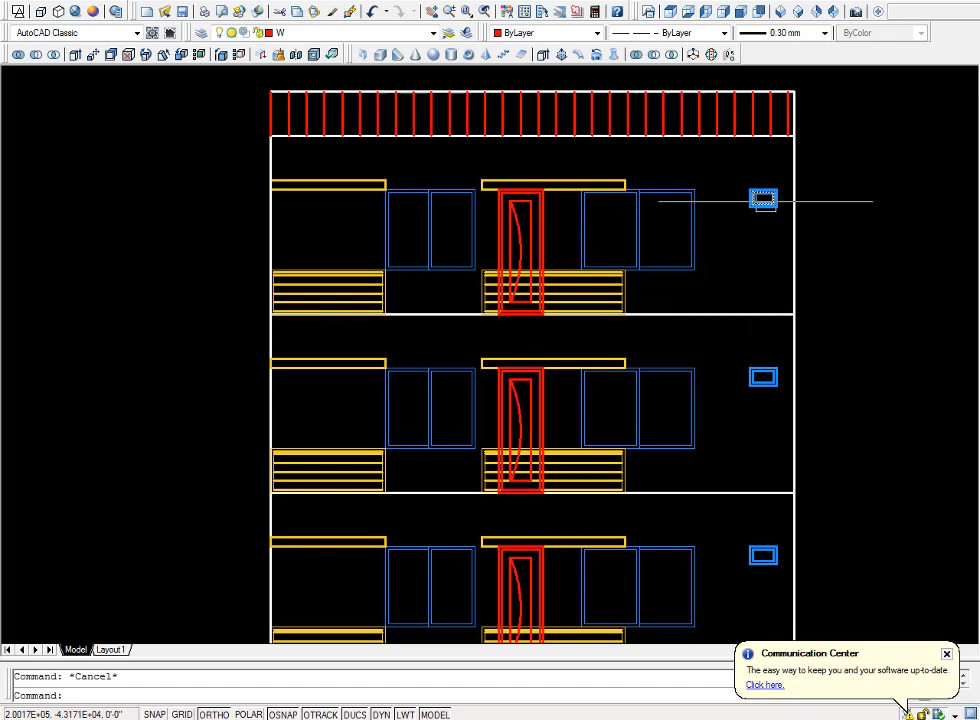 AutoCAD Classic
W
ByLayer
ByLayer
0.30 mm
ByColor
Model
Layout1
Communication Center
The easy way to keep you and your software up-to-date.
Click here.
Command: *Cancel*
Command:
2.0017E+05, -4.3171E+04, 0'-0"
SNAP
GRID
ORTHO
POLAR
OSNAP
OTRACK
DUCS
DYN
LWT
MODEL